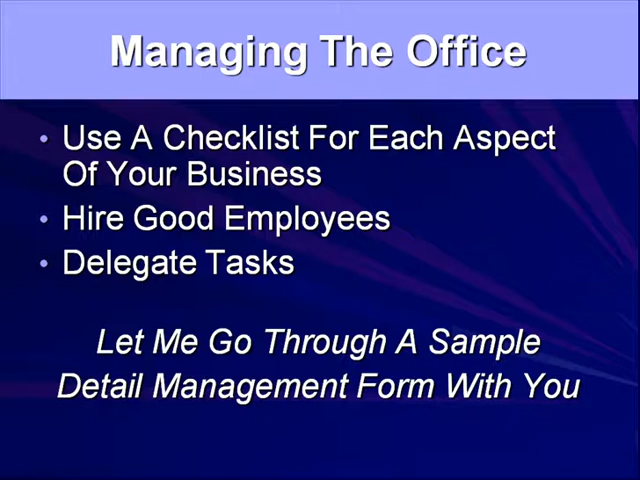 Managing The Office
• Use A Checklist For Each Aspect
Of Your Business
• Hire Good Employees
• Delegate Tasks
Let Me Go Through A Sample
Detail Management Form With You